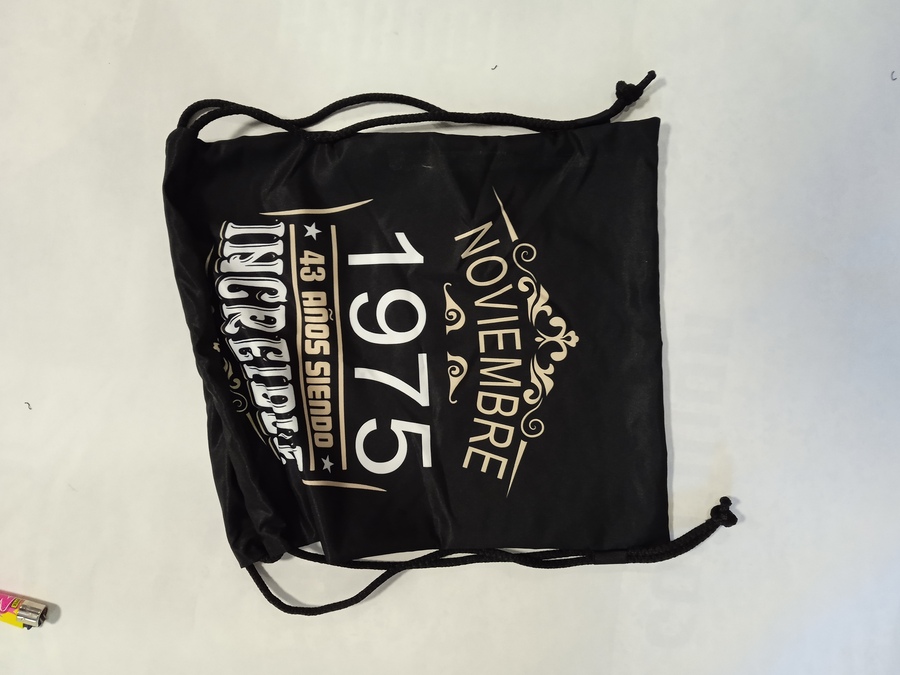 NOVIEMBRE
1975
43 AÑOS SIENDO
INCREIBLE